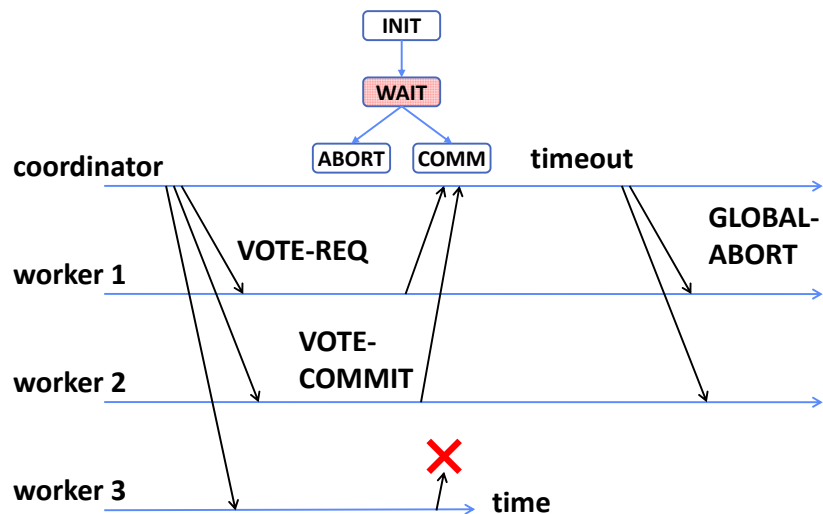 INIT
WAIT
ABORT
COMM
coordinator
timeout
VOTE-REQ
GLOBAL-
ABORT
worker 1
VOTE-
COMMIT
worker 2
worker 3
time